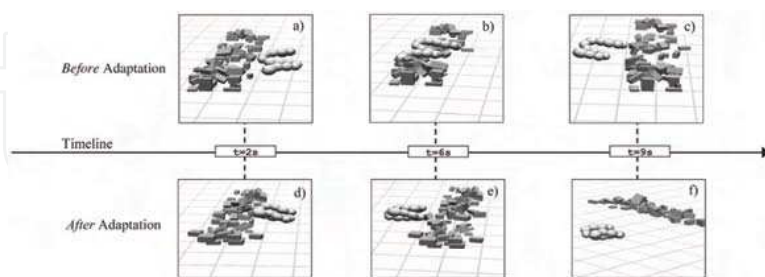 a)
b)
c)
Before Adaptation
Timeline
t=2s
t=6s
t=9s
d)
e)
f)
After Adaptation